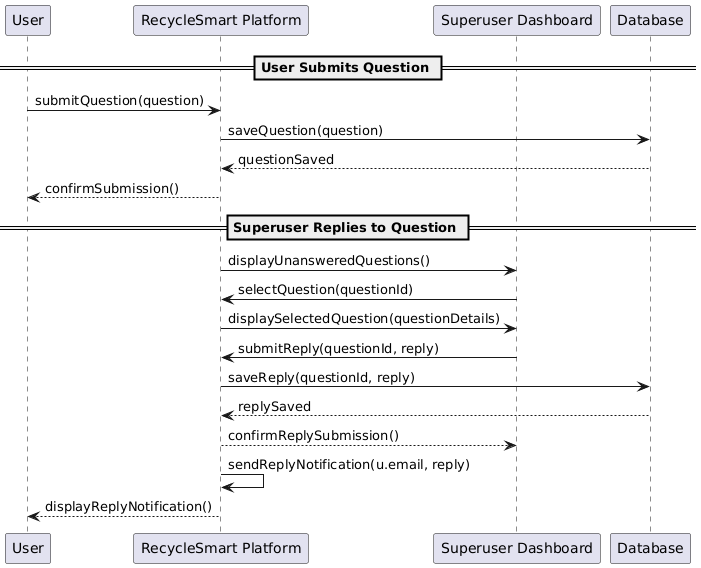 User RecycleSmart Platform Superuser Dashboard Database
User Submits Question
submitQuestion(question)
saveQuestion(question)
questionSaved
confirmSubmission()
Superuser Replies to Question
displayUnansweredQuestions()
selectQuestion(questionId)
displaySelectedQuestion(questionDetails)
submitReply(questionId, reply)
saveReply(questionId, reply)
replySaved
confirmReplySubmission()
sendReplyNotification(u.email, reply)
displayReplyNotification()
User RecycleSmart Platform Superuser Dashboard Database